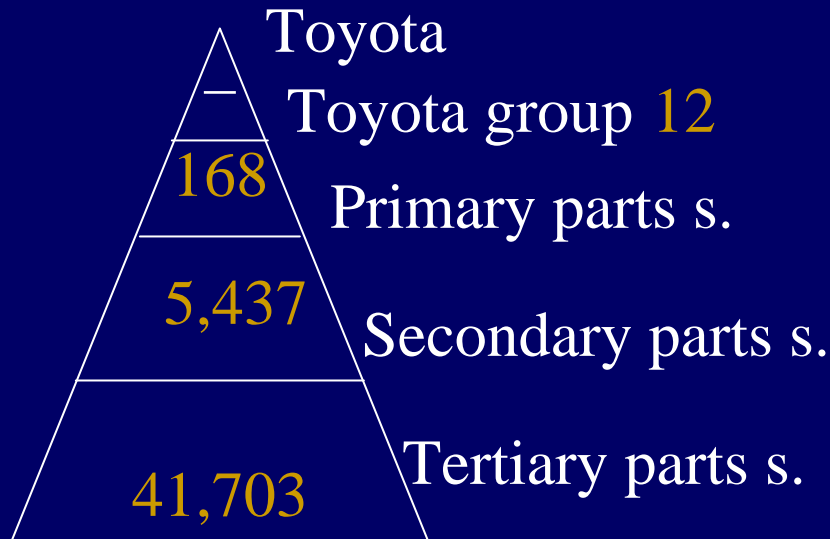 Toyota
Toyota group 12
168
Primary parts s.
5,437
Secondary parts s.
Tertiary parts s.
41,703